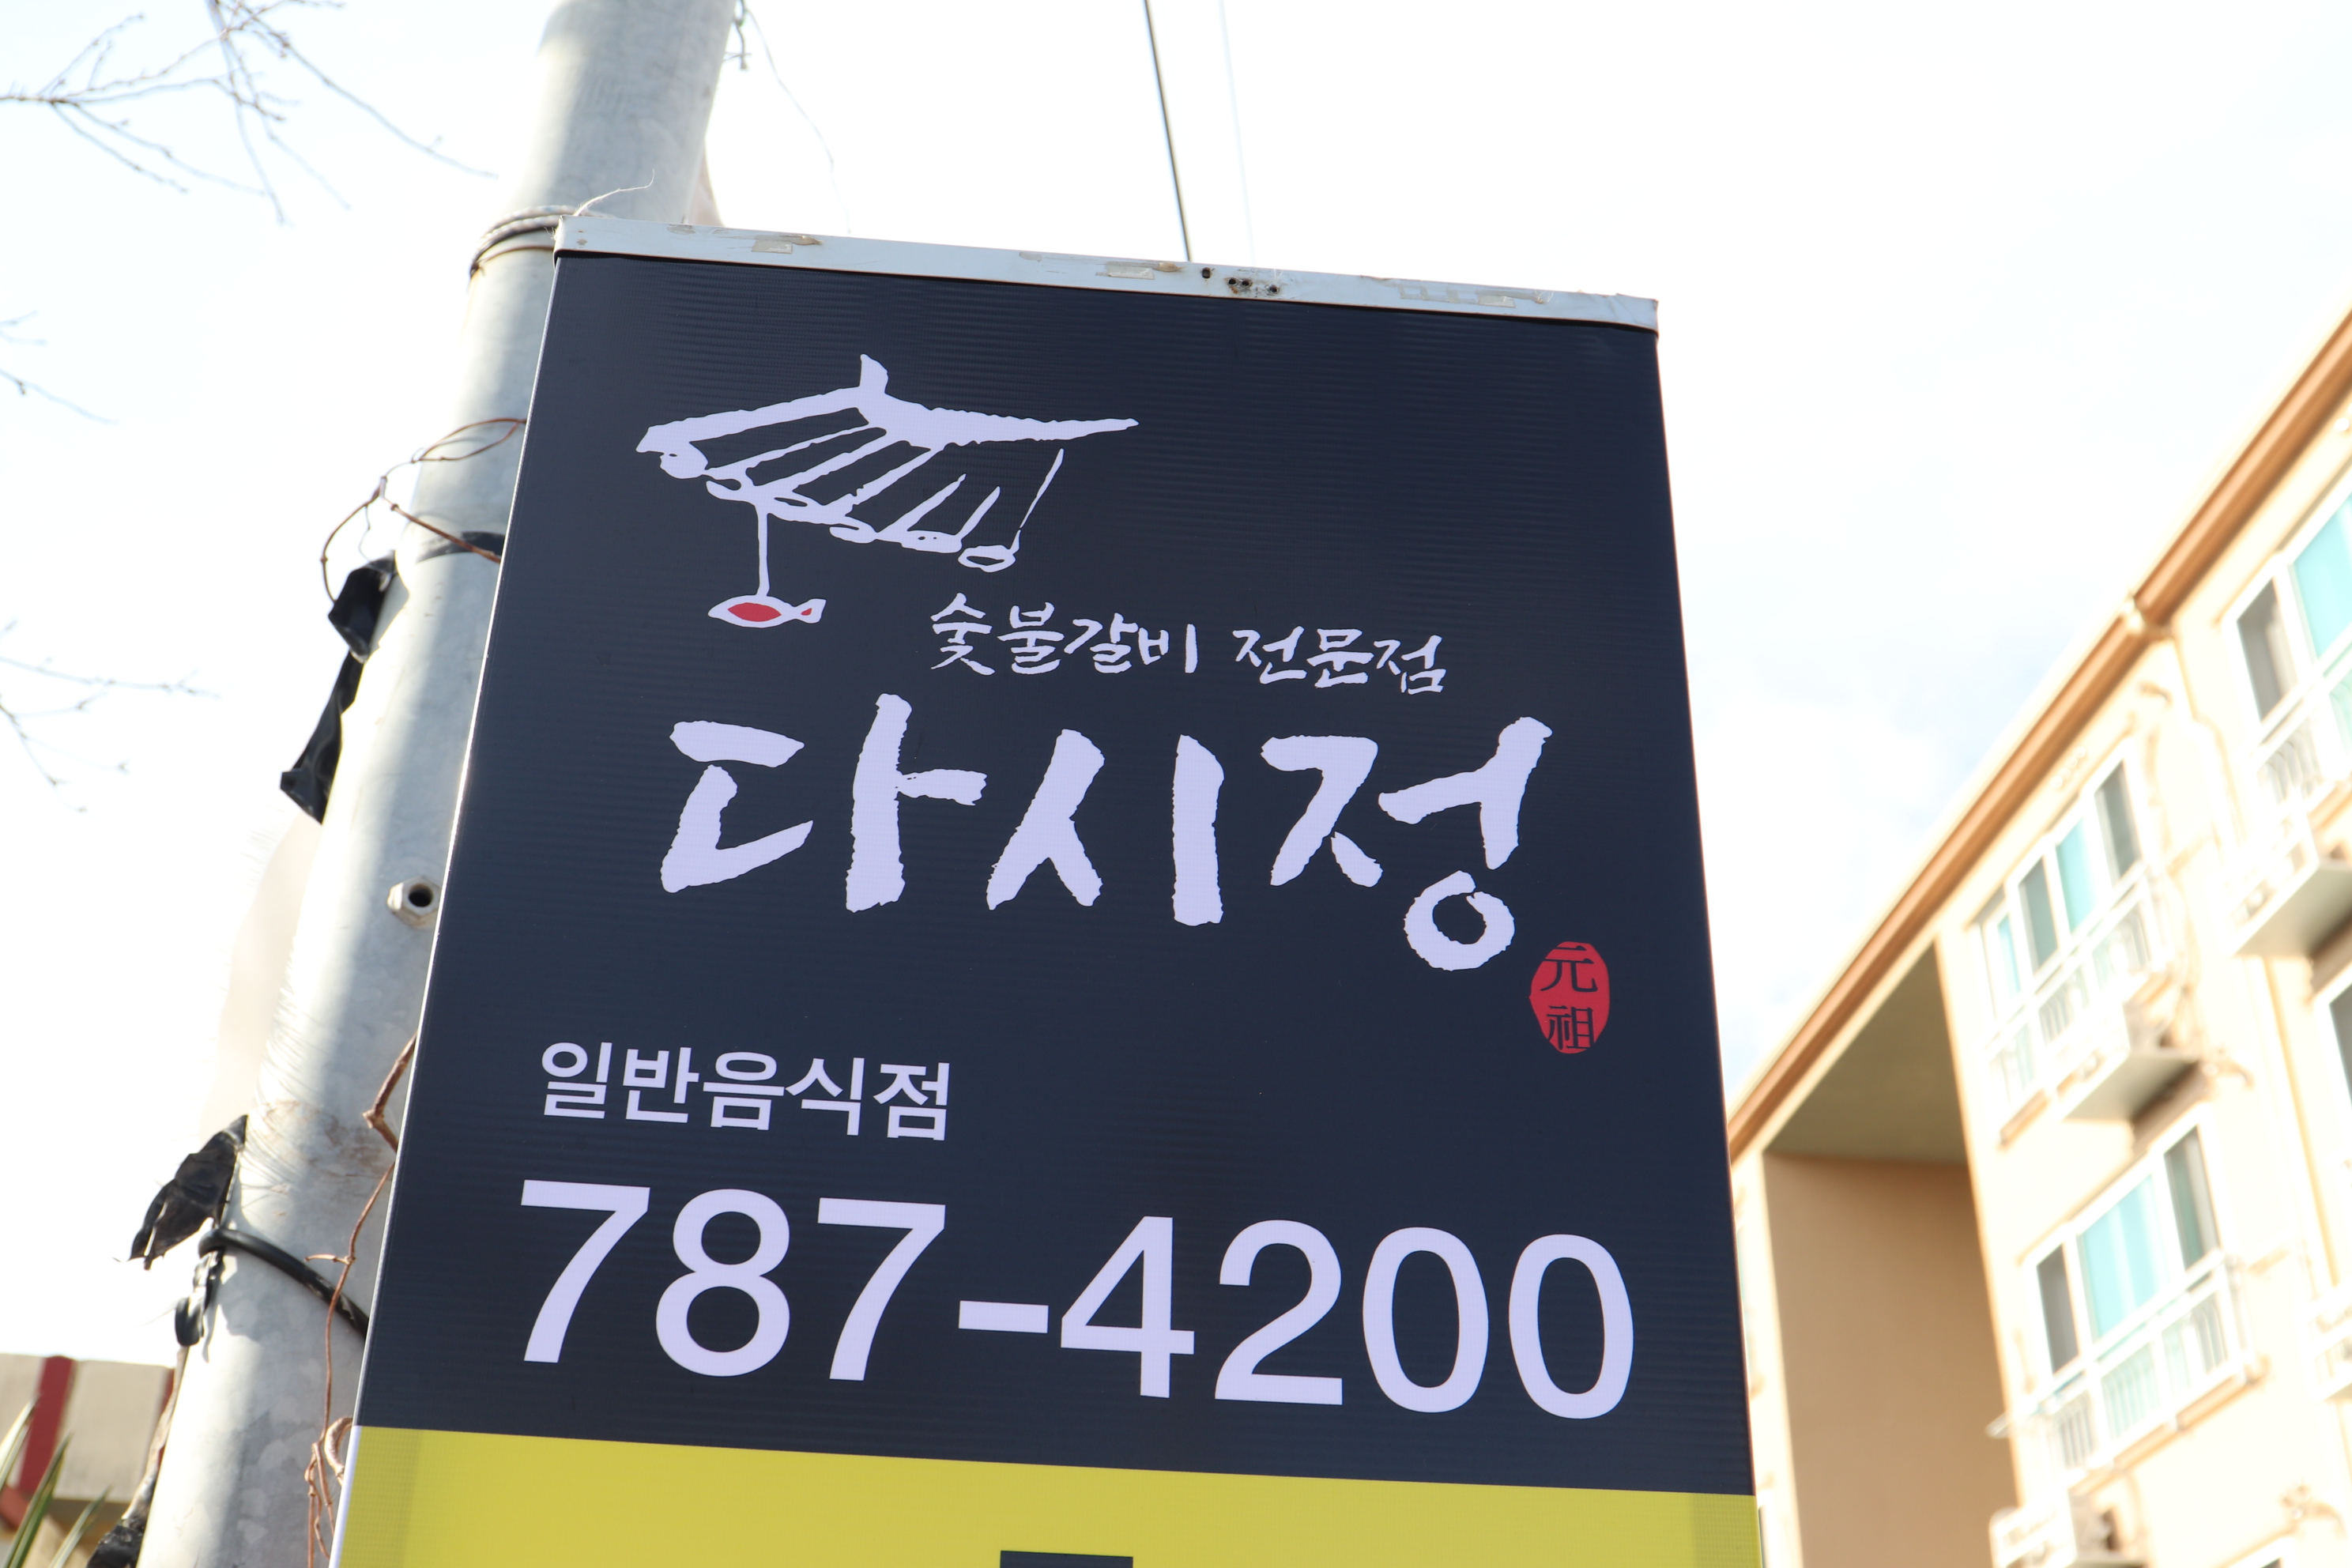 숯불갈비 전문점
다시정
元
祖
일반음식점
787-4200